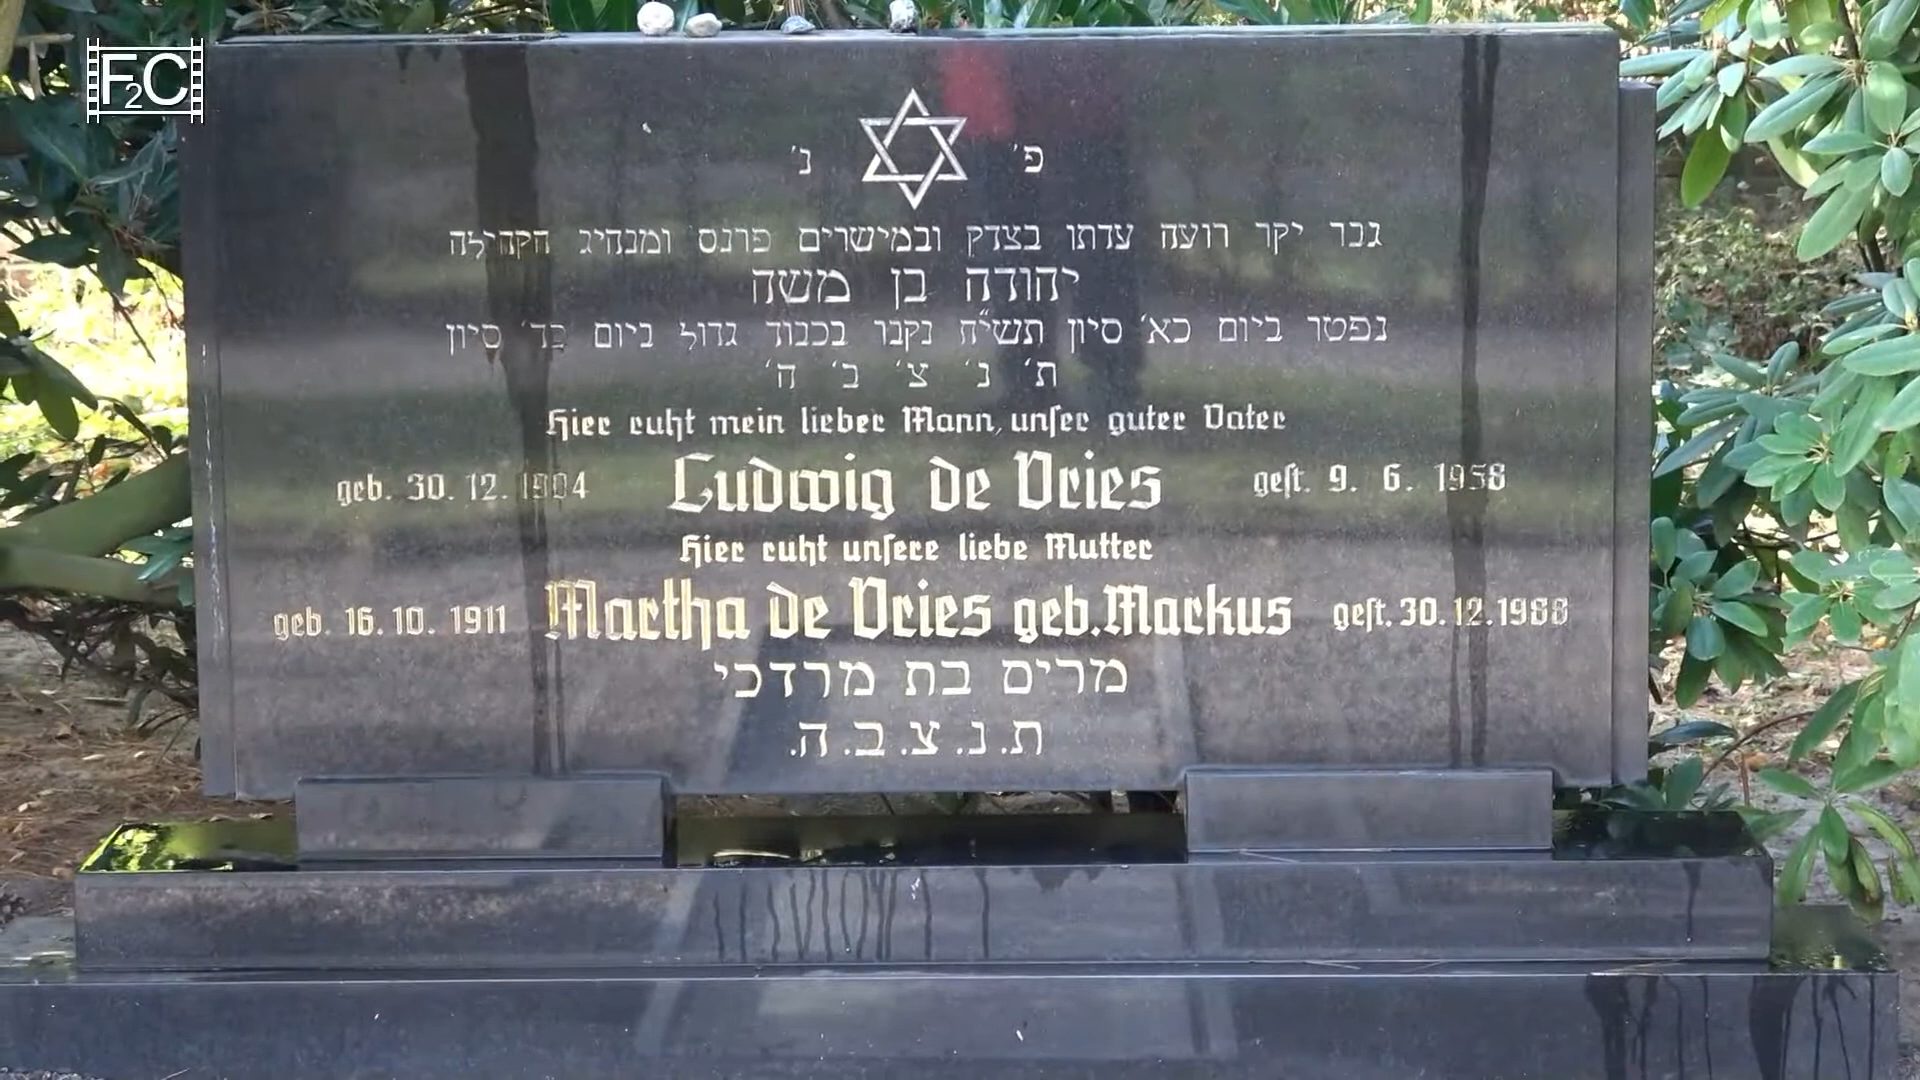 F2C
פ׳ נ׳
גבר יקר רועה עדתו בצדק ובמישרים פרנס ומנהיג הקהילה
יהודה בן משה
נפטר ביום כא׳ סיון תשי״ח נקבר בכבוד גדול ביום כד׳ סיון
ת׳ נ׳ צ׳ ב׳ ה׳
Hier ruht mein lieber Mann, unser guter Vater
geb. 30. 12. 1904 Ludwig de Vries gest. 9. 6. 1958
Hier ruht unsere liebe Mutter
geb. 16. 10. 1911 Martha de Vries geb. Markus gest. 30. 12. 1988
מרים בת מרדכי
ת. נ. צ. ב. ה.